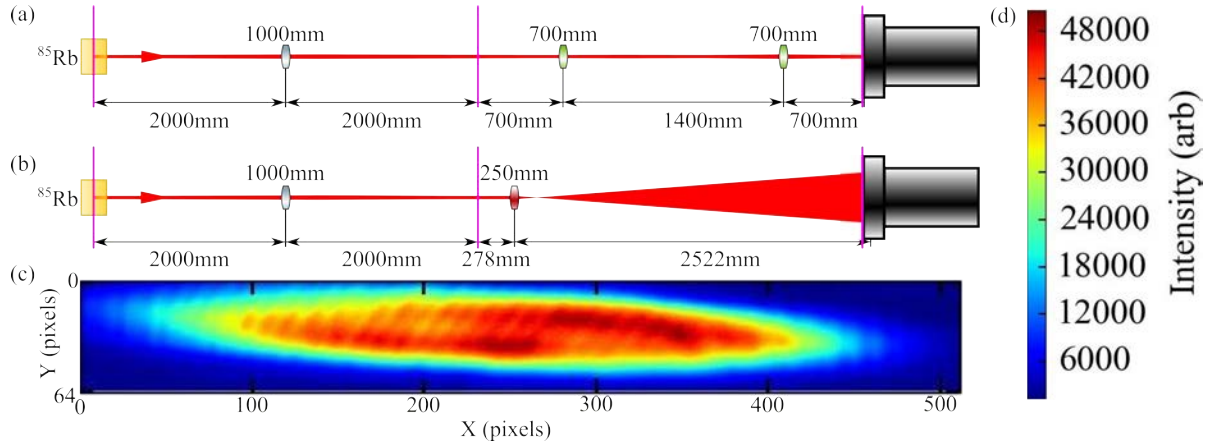 (a)
⁸⁵Rb
1000mm
700mm
700mm
2000mm
2000mm
700mm
1400mm
700mm
(b)
⁸⁵Rb
1000mm
250mm
2000mm
2000mm
278mm
2522mm
(c)
0
64
Y (pixels)
0
100
200
300
400
500
X (pixels)
(d)
48000
42000
36000
30000
24000
18000
12000
6000
Intensity (arb)